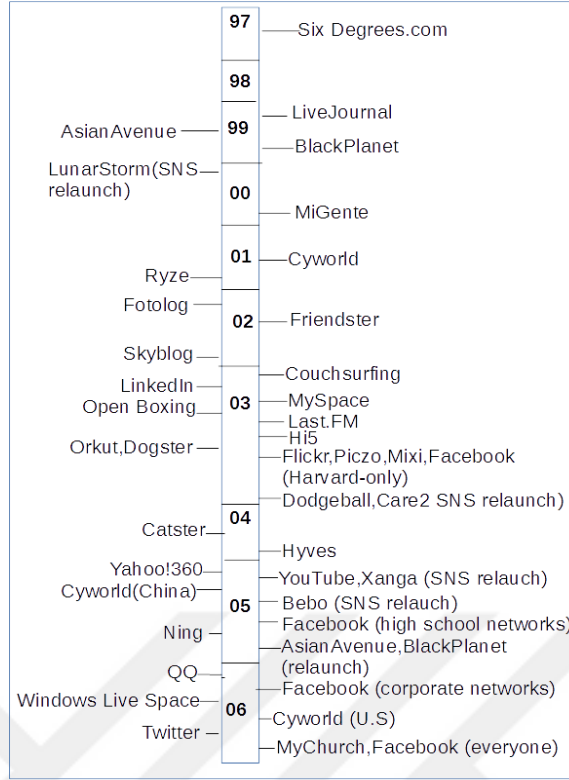 97
Six Degrees.com
98
LiveJournal
99
AsianAvenue
BlackPlanet
LunarStorm(SNS
relaunch)
00
MiGente
01
Cyworld
Ryze
Fotolog
02
Friendster
Skyblog
Couchsurfing
LinkedIn
03
MySpace
Open Boxing
Last.FM
Hi5
Orkut,Dogster
Flickr,Piczo,Mixi,Facebook
(Harvard-only)
Dodgeball,Care2 SNS relaunch)
04
Catster
Hyves
Yahoo!360
YouTube,Xanga (SNS relauch)
Cyworld(China)
05
Bebo (SNS relauch)
Facebook (high school networks)
Ning
AsianAvenue,BlackPlanet
(relaunch)
QQ
Facebook (corporate networks)
Windows Live Space
06
Cyworld (U.S)
Twitter
MyChurch,Facebook (everyone)